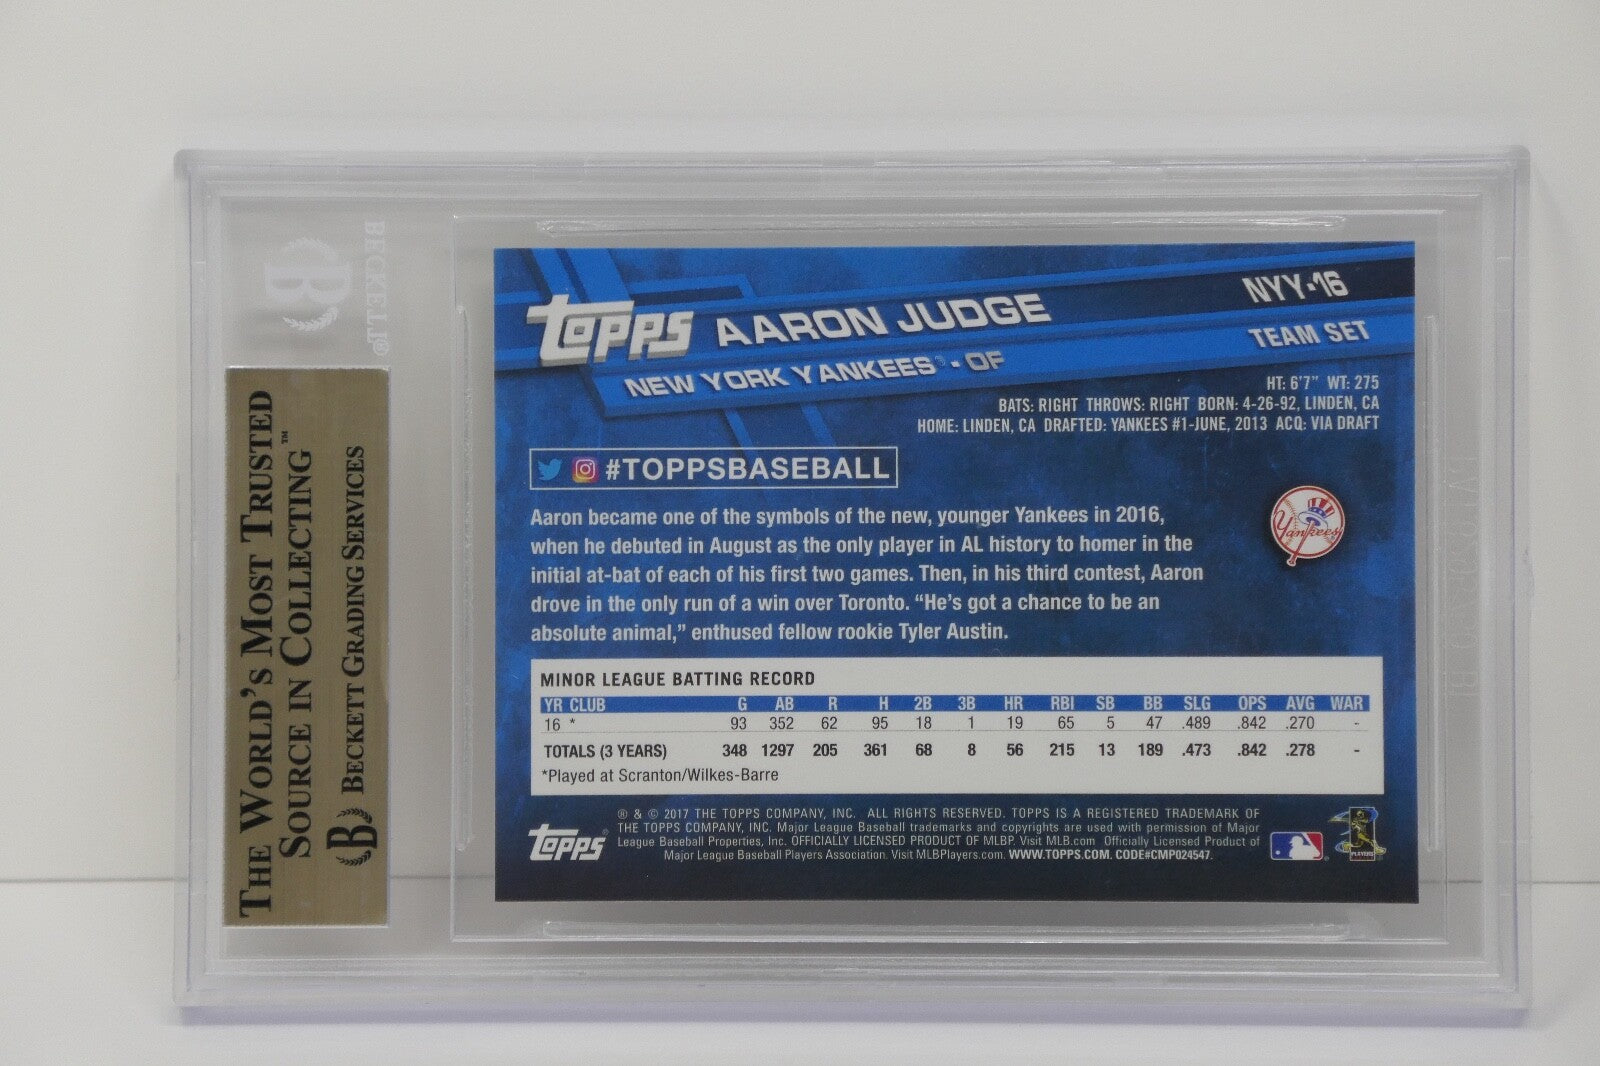 BECKETT®
THE WORLD'S MOST TRUSTED
SOURCE IN COLLECTING™
BECKETT GRADING SERVICES
B
topps AARON JUDGE NYY-16
NEW YORK YANKEES® - OF TEAM SET
HT: 6'7" WT: 275
BATS: RIGHT THROWS: RIGHT BORN: 4-26-92, LINDEN, CA
HOME: LINDEN, CA DRAFTED: YANKEES #1-JUNE, 2013 ACQ: VIA DRAFT
#TOPPSBASEBALL
Aaron became one of the symbols of the new, younger Yankees in 2016,
when he debuted in August as the only player in AL history to homer in the
initial at-bat of each of his first two games. Then, in his third contest, Aaron
drove in the only run of a win over Toronto. “He's got a chance to be an
absolute animal,” enthused fellow rookie Tyler Austin.
Yankees
MINOR LEAGUE BATTING RECORD
YR CLUB G AB R H 2B 3B HR RBI SB BB SLG OPS AVG WAR
16 * 93 352 62 95 18 1 19 65 5 47 .489 .842 .270 -
TOTALS (3 YEARS) 348 1297 205 361 68 8 56 215 13 189 .473 .842 .278 -
*Played at Scranton/Wilkes-Barre
® & © 2017 THE TOPPS COMPANY, INC. ALL RIGHTS RESERVED. TOPPS IS A REGISTERED TRADEMARK OF
THE TOPPS COMPANY, INC. Major League Baseball trademarks and copyrights are used with permission of Major
League Baseball Properties, Inc. OFFICIALLY LICENSED PRODUCT OF MLBP. Visit MLB.com Officially Licensed Product of
Major League Baseball Players Association. Visit MLBPlayers.com. WWW.TOPPS.COM. CODE#CMP024547.
topps®
PLAYERS